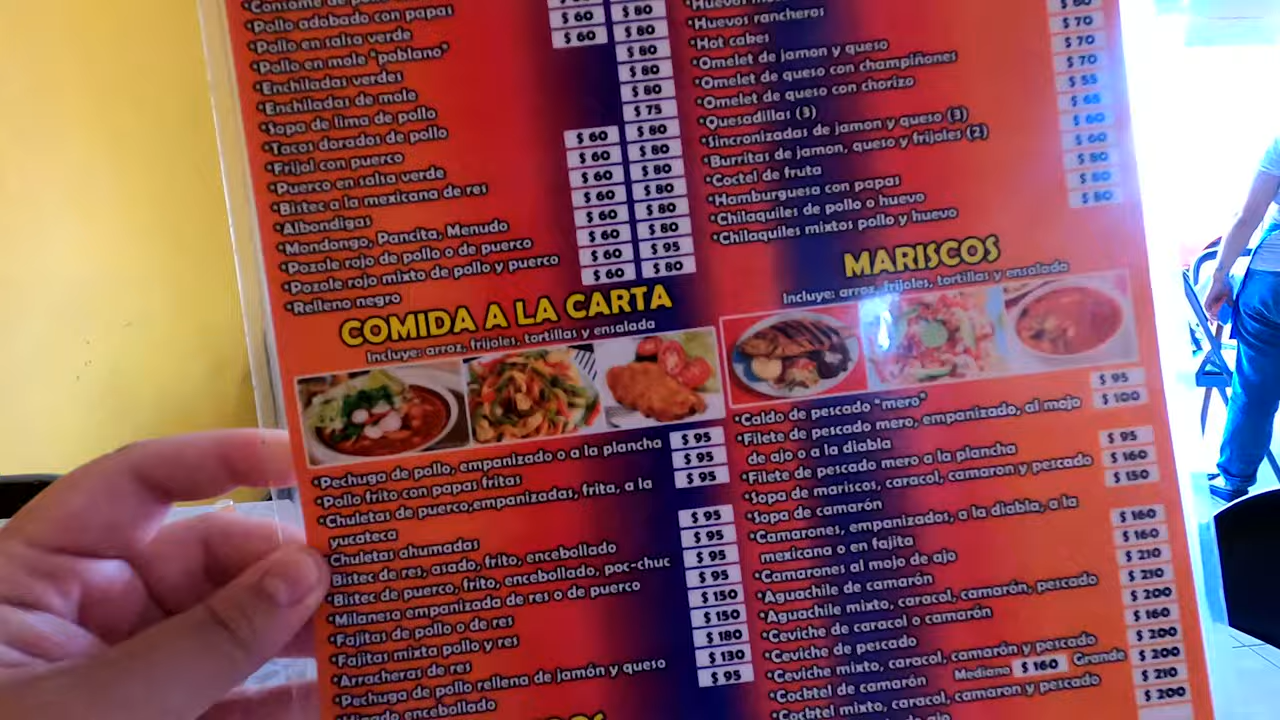 *Consome de pollo
*Pollo adobado con papas
*Pollo en salsa verde
*Pollo en mole "poblano"
*Enchiladas verdes
*Enchiladas de mole
*Sopa de lima de pollo
*Tacos dorados de pollo
*Frijol con puerco
*Puerco en salsa verde
*Bistec a la mexicana de res
*Albondigas
*Mondongo, Pancita, Menudo
*Pozole rojo de pollo o de puerco
*Pozole rojo mixto de pollo y puerco
*Relleno negro
$ 60 $ 80
$ 60 $ 80
$ 80
$ 80
$ 80
$ 75
$ 60 $ 80
$ 60 $ 80
$ 60 $ 80
$ 60 $ 80
$ 60 $ 80
$ 60 $ 80
$ 60 $ 95
$ 60 $ 80
COMIDA A LA CARTA
Incluye: arroz, frijoles, tortillas y ensalada
*Pechuga de pollo, empanizado o a la plancha $ 95
*Pollo frito con papas fritas $ 95
*Chuletas de puerco,empanizadas, frita, a la $ 95
yucateca
Chuletas ahumadas $ 95
Bistec de res, asado, frito, encebollado $ 95
*Bistec de puerco, frito, encebollado, poc-chuc $ 95
*Milanesa empanizada de res o de puerco $ 95
*Fajitas de pollo o de res $ 150
*Fajitas mixta pollo y res $ 150
*Arracheras de res $ 180
*Pechuga de pollo rellena de jamón y queso $ 130
*Higado encebollado $ 95
*Huevos
*Huevos rancheros
*Hot cakes
*Omelet de jamon y queso
*Omelet de queso con champiñones
*Omelet de queso con chorizo
*Quesadillas (3)
*Sincronizadas de jamon y queso (3)
*Burritas de jamon, queso y frijoles (2)
*Coctel de fruta
*Hamburguesa con papas
*Chilaquiles de pollo o huevo
*Chilaquiles mixtos pollo y huevo
$ 70
$ 70
$ 70
$ 55
$ 65
$ 60
$ 60
$ 80
$ 80
$ 80
MARISCOS
Incluye: arroz, frijoles, tortillas y ensalada
*Caldo de pescado "mero" $ 95
*Filete de pescado mero, empanizado, al mojo $ 100
de ajo o a la diabla
*Filete de pescado mero a la plancha $ 95
*Sopa de mariscos, caracol, camaron y pescado $ 160
*Sopa de camarón $ 150
*Camarones, empanizados, a la diabla, a la $ 160
mexicana o en fajita
*Camarones al mojo de ajo $ 160
*Aguachile de camarón $ 210
*Aguachile mixto, caracol, camarón, pescado $ 210
*Ceviche de caracol o camarón $ 200
*Ceviche de pescado $ 160
*Ceviche mixto, caracol, camarón y pescado $ 200
*Cocktel de camarón Mediano $ 160 Grande $ 200
*Cocktel mixto, caracol, camaron y pescado $ 210
de ajo $ 200